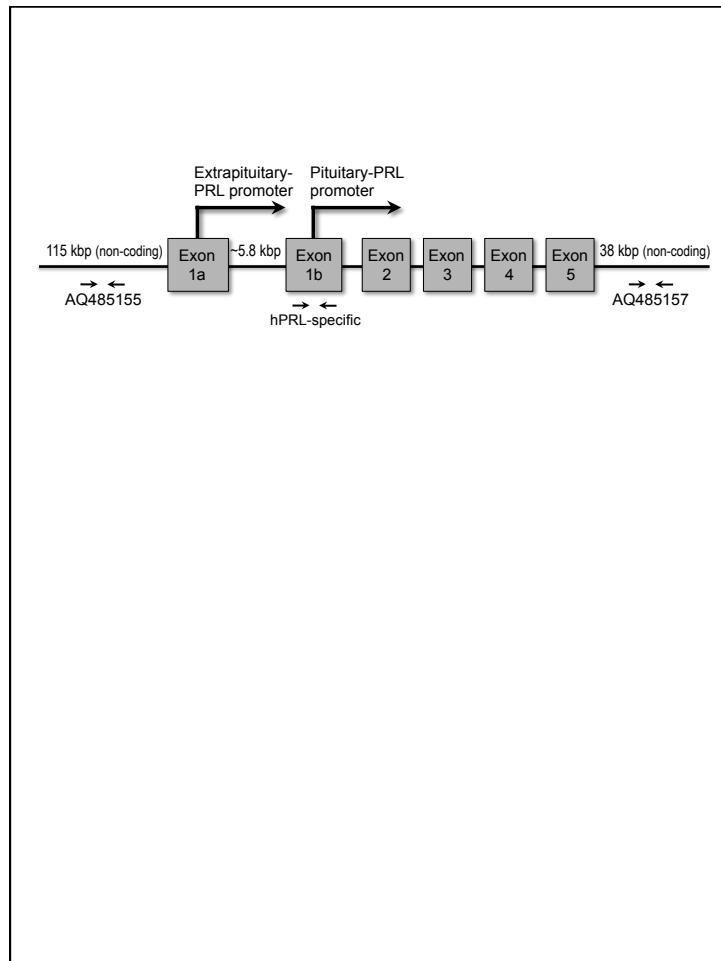 Extrapituitary-
PRL promoter
Pituitary-PRL
promoter
115 kbp (non-coding)
Exon
1a
~5.8 kbp
Exon
1b
Exon
2
Exon
3
Exon
4
Exon
5
38 kbp (non-coding)
AQ485155
hPRL-specific
AQ485157